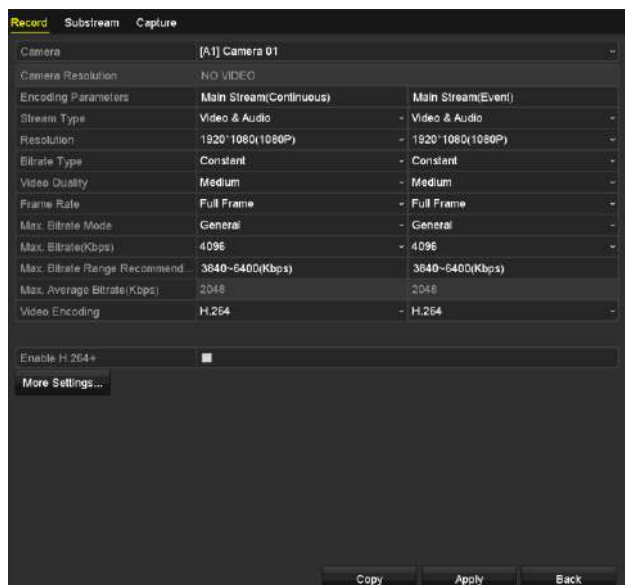 Record Substream Capture
Camera [A1] Camera 01
Camera Resolution NO VIDEO
Encoding Parameters Main Stream(Continuous) Main Stream(Event)
Stream Type Video & Audio Video & Audio
Resolution 1920*1080(1080P) 1920*1080(1080P)
Bitrate Type Constant Constant
Video Quality Medium Medium
Frame Rate Full Frame Full Frame
Max. Bitrate Mode General General
Max. Bitrate(Kbps) 4096 4096
Max. Bitrate Range Recommend... 3840~6400(Kbps) 3840~6400(Kbps)
Max. Average Bitrate(Kbps) 2048 2048
Video Encoding H.264 H.264
Enable H.264+
More Settings...
Copy Apply Back